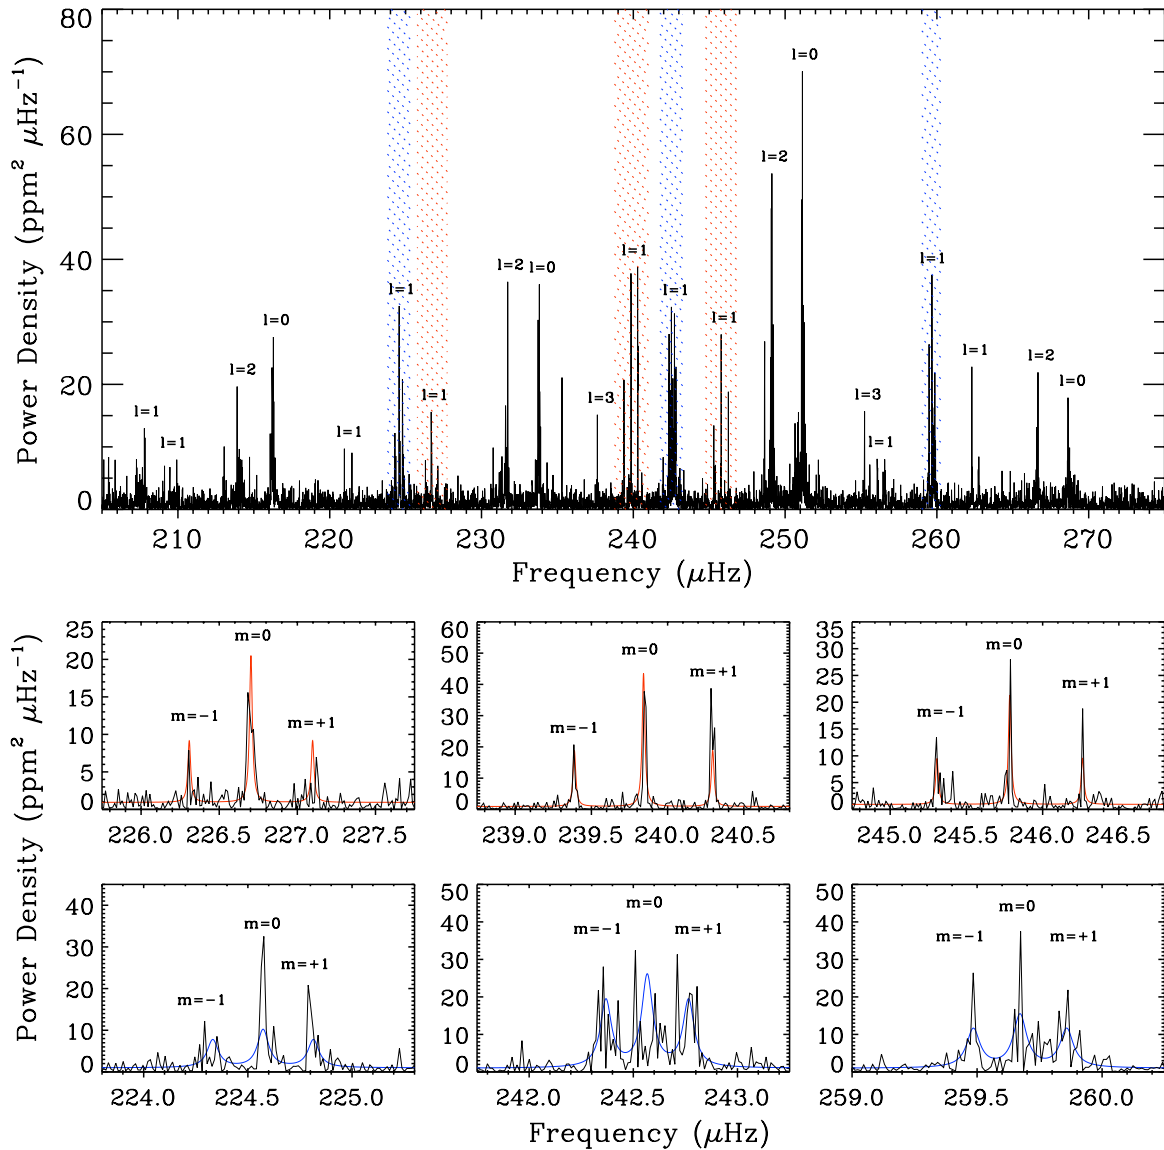 80
60
40
20
0
Power Density (ppm² μHz⁻¹)
l=1
l=1
l=2
l=0
l=1
l=1
l=1
l=2
l=0
l=3
l=1
l=1
l=1
l=2
l=0
l=3
l=1
l=1
l=1
l=2
l=0
210 220 230 240 250 260 270
Frequency (μHz)
Power Density (ppm² μHz⁻¹)
25
20
15
10
5
0
m=−1
m=0
m=+1
226.0 226.5 227.0 227.5
60
50
40
30
20
10
0
m=−1
m=0
m=+1
239.0 239.5 240.0 240.5
35
30
25
20
15
10
5
0
m=−1
m=0
m=+1
245.0 245.5 246.0 246.5
40
30
20
10
0
m=−1
m=0
m=+1
224.0 224.5 225.0
50
40
30
20
10
0
m=−1
m=0
m=+1
242.0 242.5 243.0
50
40
30
20
10
0
m=−1
m=0
m=+1
259.0 259.5 260.0
Frequency (μHz)